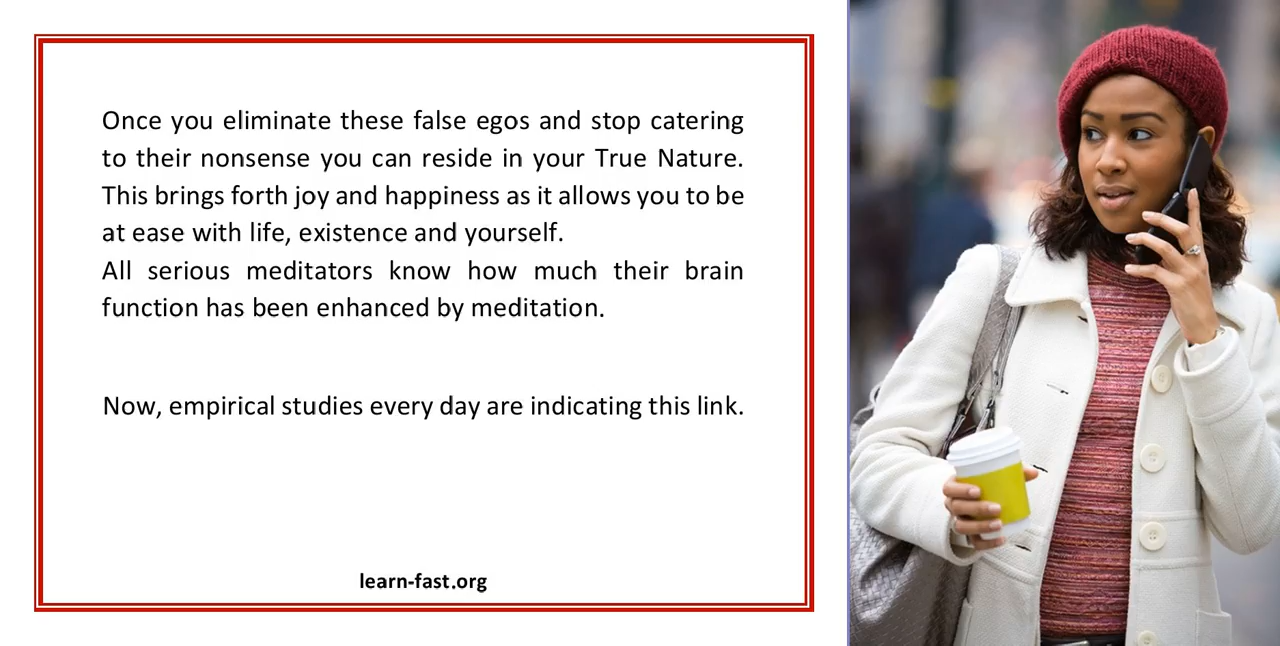 Once you eliminate these false egos and stop catering
to their nonsense you can reside in your True Nature.
This brings forth joy and happiness as it allows you to be
at ease with life, existence and yourself.
All serious meditators know how much their brain
function has been enhanced by meditation.
Now, empirical studies every day are indicating this link.
learn-fast.org